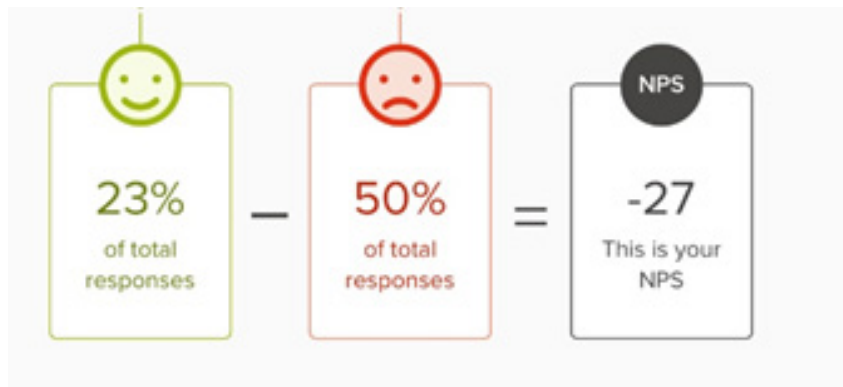 NPS
23%
of total
responses
—
50%
of total
responses
=
-27
This is your
NPS